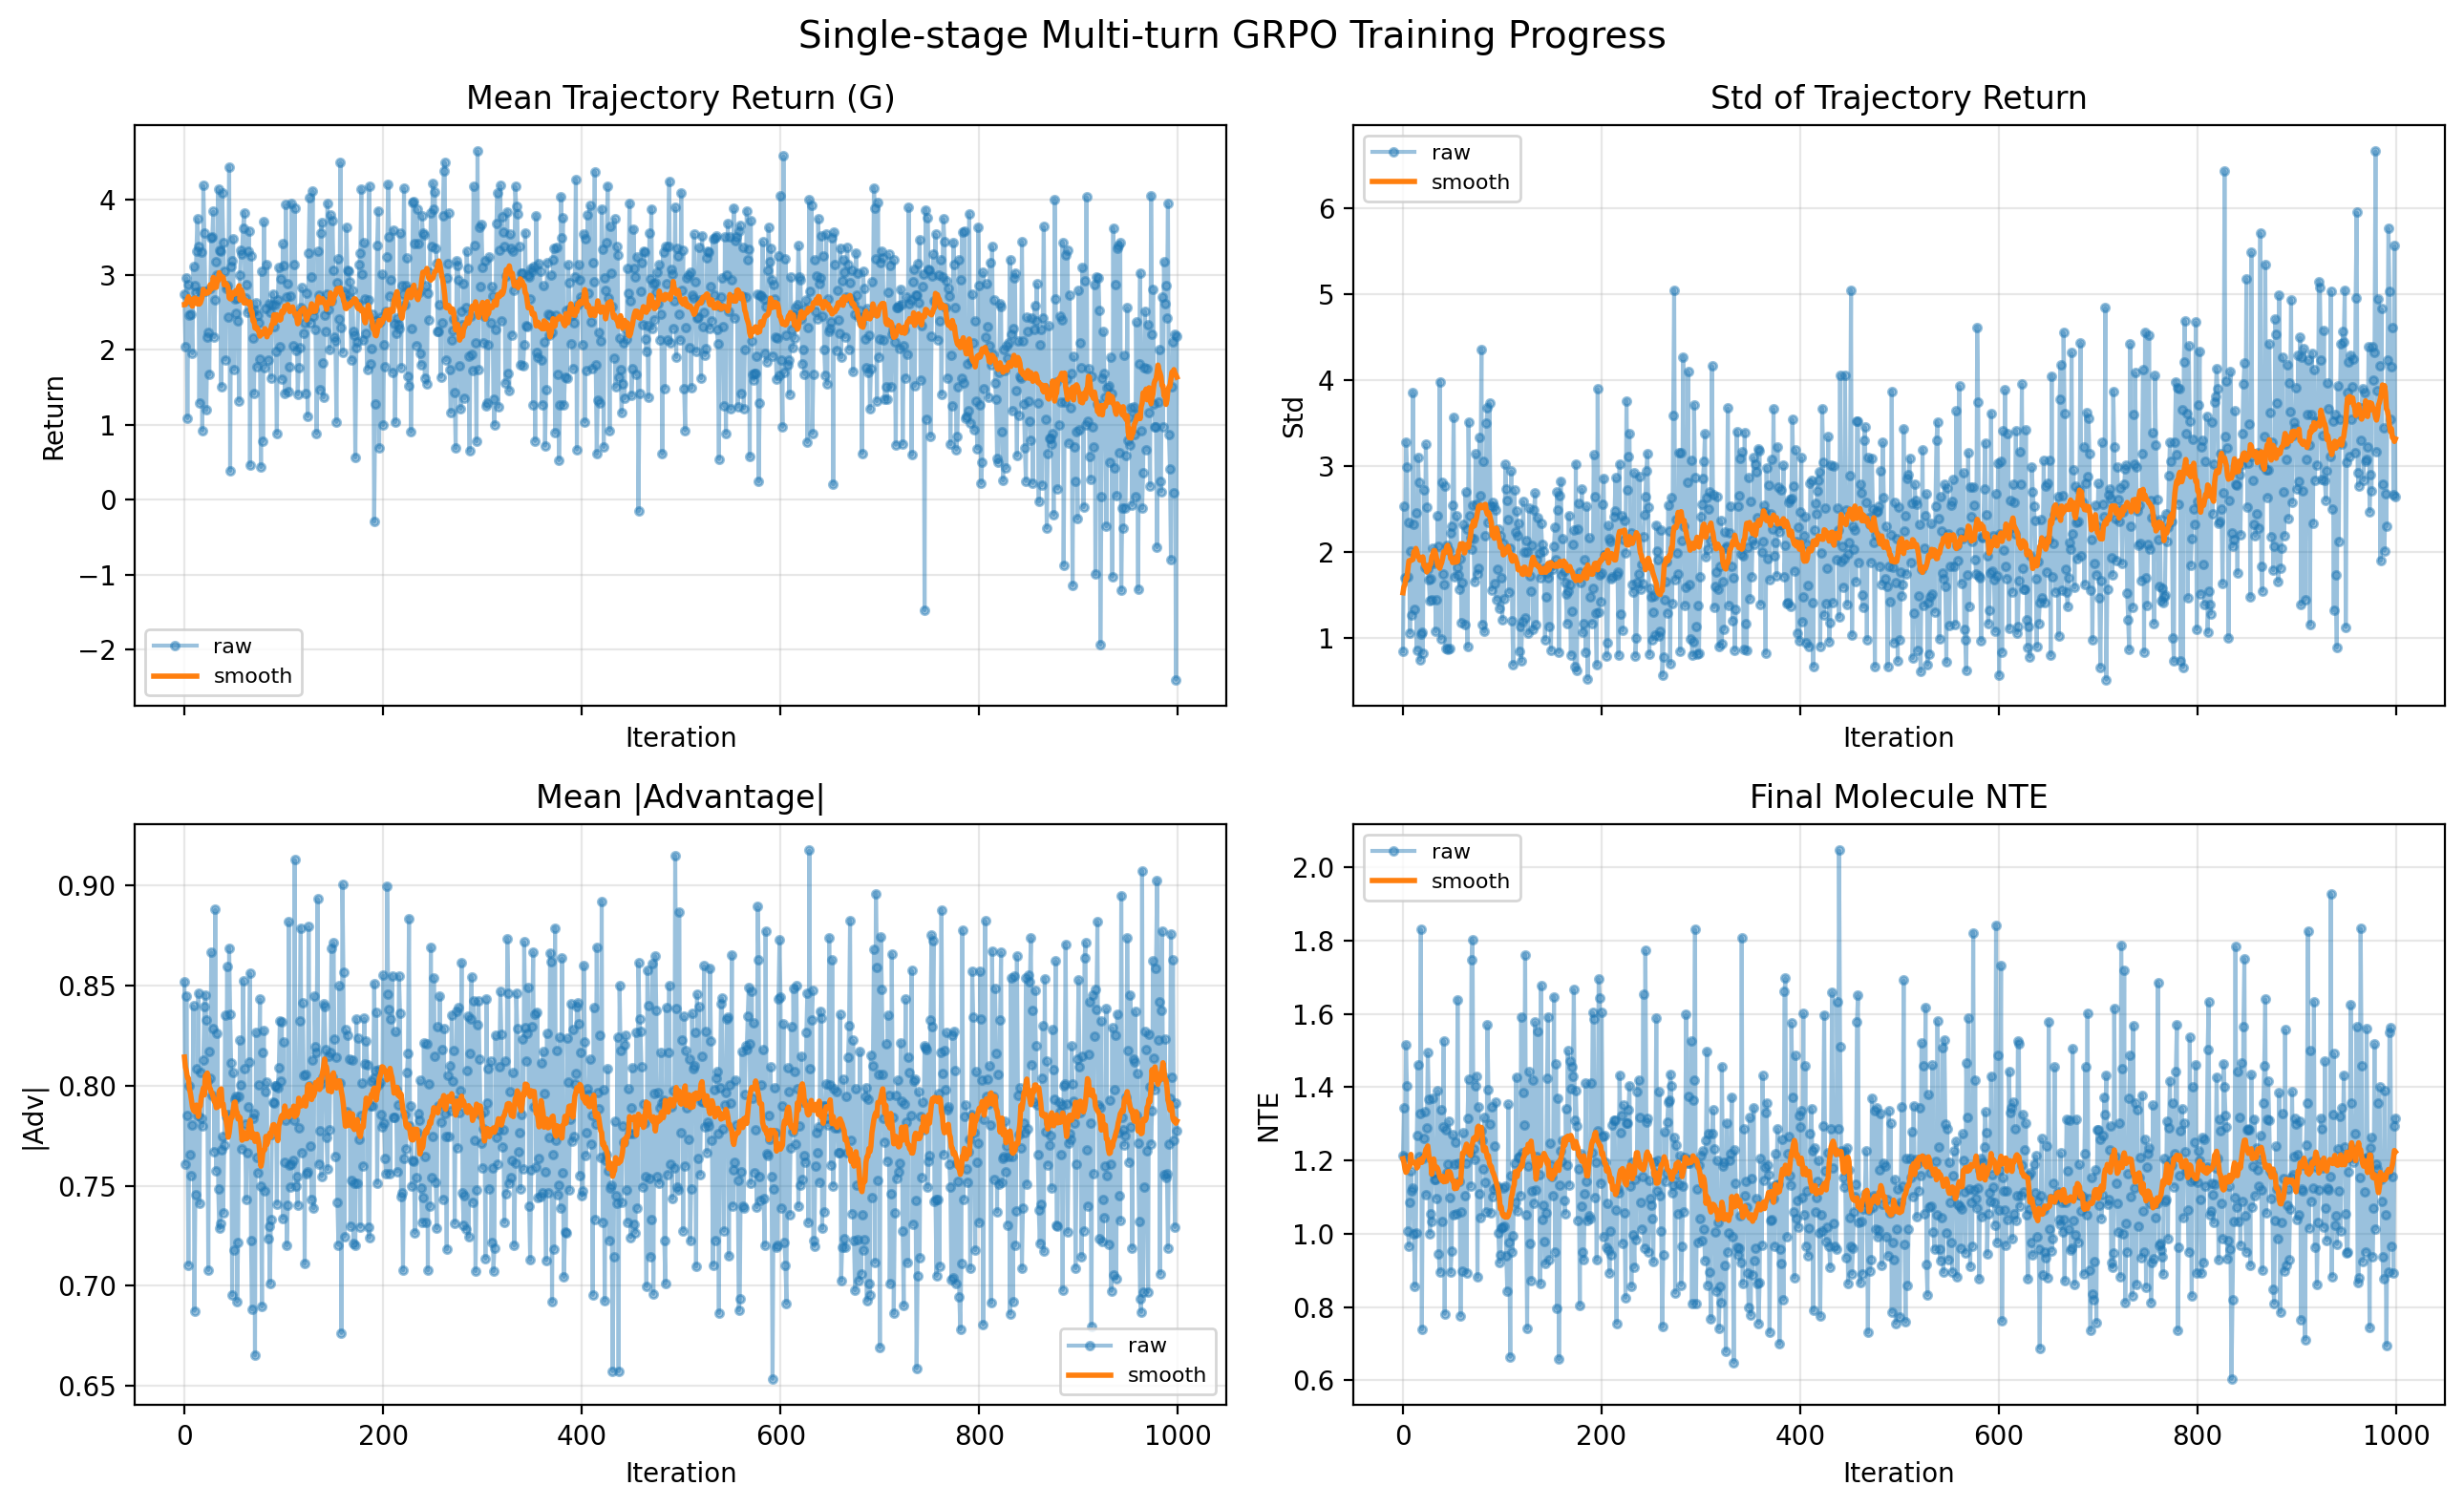 Single-stage Multi-turn GRPO Training Progress
Mean Trajectory Return (G)
Return
4
3
2
1
0
−1
−2
raw
smooth
Iteration
Std of Trajectory Return
Std
6
5
4
3
2
1
raw
smooth
Iteration
Mean |Advantage|
|Adv|
0.90
0.85
0.80
0.75
0.70
0.65
raw
smooth
0 200 400 600 800 1000
Iteration
Final Molecule NTE
NTE
2.0
1.8
1.6
1.4
1.2
1.0
0.8
0.6
raw
smooth
0 200 400 600 800 1000
Iteration